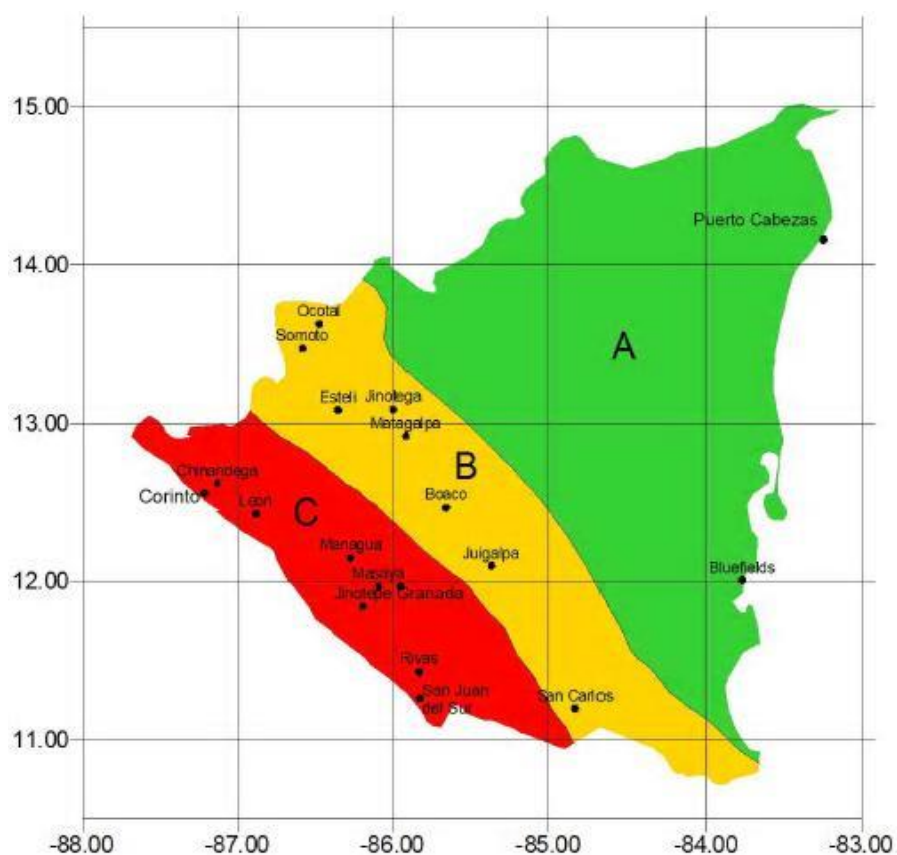 15.00
Puerto Cabezas
14.00
Ocotal
Somoto
A
Esteli
Jinotega
13.00
Matagalpa
B
Chinandega
Boaco
Corinto
Leon
C
Managua
Juigalpa
12.00
Masaya
Bluefields
Jinotepe
Granada
Rivas
San Juan
del Sur
San Carlos
11.00
-88.00
-87.00
-86.00
-85.00
-84.00
-83.00